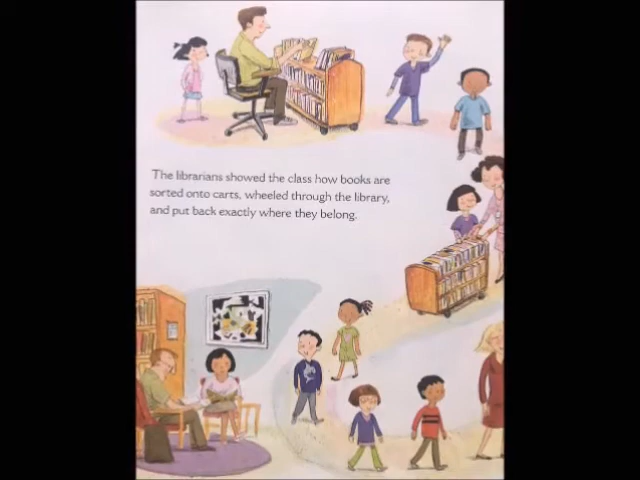 The librarians showed the class how books are
sorted onto carts, wheeled through the library,
and put back exactly where they belong.